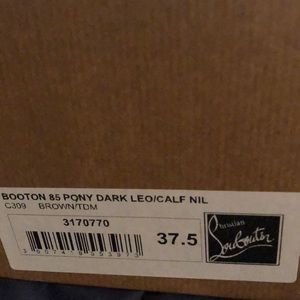 BOOTON 85 PONY DARK LEO/CALF NIL
C309 BROWN/TDM
3170770
37.5
Christian
Louboutin